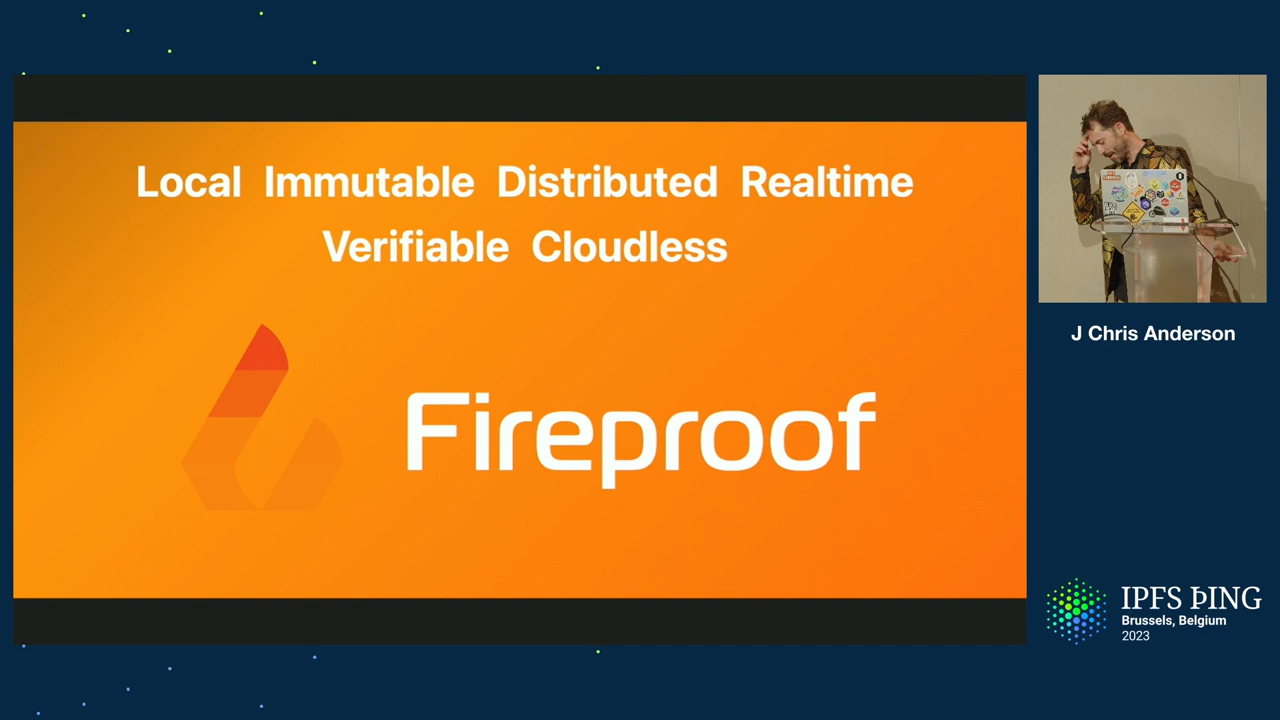 Local Immutable Distributed Realtime
Verifiable Cloudless
Fireproof
J Chris Anderson
IPFS ÞING
Brussels, Belgium
2023